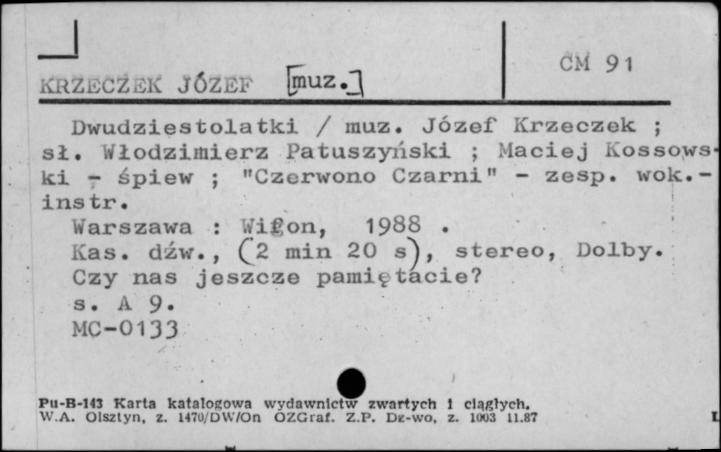 CM 91
KRZECZEK JÓZEF [muz.]
Dwudziestolatki / muz. Józef Krzeczek ;
sł. Włodzimierz Patuszyński ; Maciej Kossows-
ki - śpiew ; "Czerwono Czarni" - zesp. wok.-
instr.
Warszawa : Wifon, 1988 .
Kas. dźw., (2 min 20 s), stereo, Dolby.
Czy nas jeszcze pamiętacie?
s. A 9.
MC-0133
Pu-B-143 Karta katalogowa wydawnictw zwartych i ciągłych.
W.A. Olsztyn, z. 1470/DW/On OZGraf. Z.P. Dz-wo, z. 1003 11.87